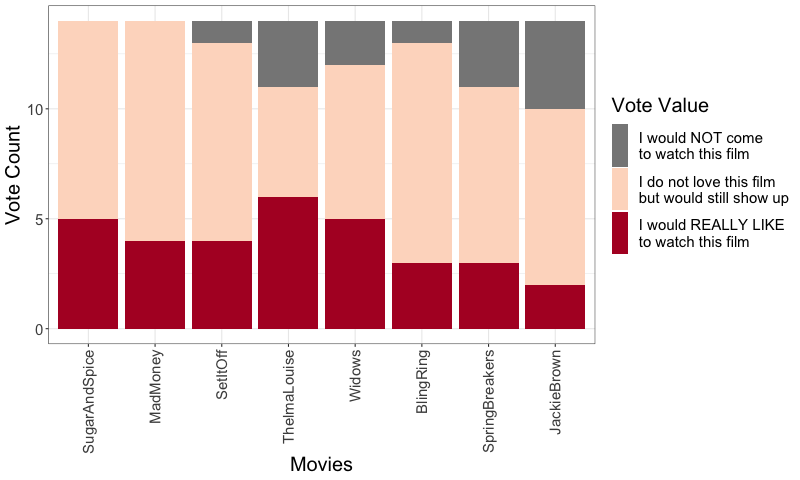 Vote Count
10
5
0
SugarAndSpice
MadMoney
SetItOff
ThelmaLouise
Widows
BlingRing
SpringBreakers
JackieBrown
Movies
Vote Value
I would NOT come
to watch this film
I do not love this film
but would still show up
I would REALLY LIKE
to watch this film